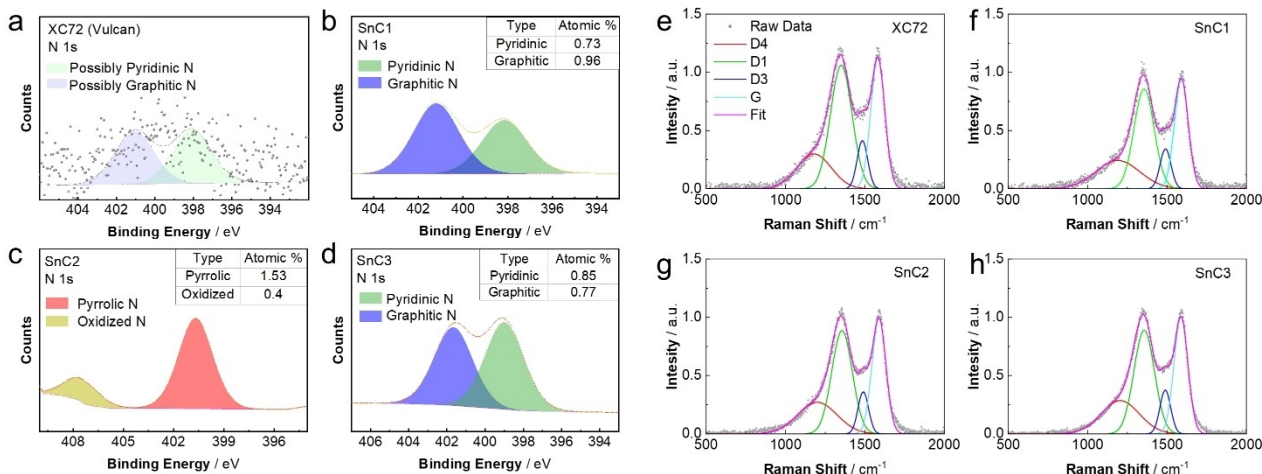 a
XC72 (Vulcan)
N 1s
Possibly Pyridinic N
Possibly Graphitic N
Counts
404 402 400 398 396 394
Binding Energy / eV
b
SnC1
N 1s
Type Atomic %
Pyridinic 0.73
Graphitic 0.96
Pyridinic N
Graphitic N
Counts
404 402 400 398 396 394
Binding Energy / eV
c
SnC2
N 1s
Type Atomic %
Pyrrolic 1.53
Oxidized 0.4
Pyrrolic N
Oxidized N
Counts
408 405 402 399 396
Binding Energy / eV
d
SnC3
N 1s
Type Atomic %
Pyridinic 0.85
Graphitic 0.77
Pyridinic N
Graphitic N
Counts
406 404 402 400 398 396 394
Binding Energy / eV
e
XC72
Raw Data
D4
D1
D3
G
Fit
Intesity / a.u.
1.5
1.0
0.5
0.0
500 1000 1500 2000
Raman Shift / cm-1
f
SnC1
Intesity / a.u.
1.5
1.0
0.5
0.0
500 1000 1500 2000
Raman Shift / cm-1
g
SnC2
Intesity / a.u.
1.5
1.0
0.5
0.0
500 1000 1500 2000
Raman Shift / cm-1
h
SnC3
Intesity / a.u.
1.5
1.0
0.5
0.0
500 1000 1500 2000
Raman Shift / cm-1